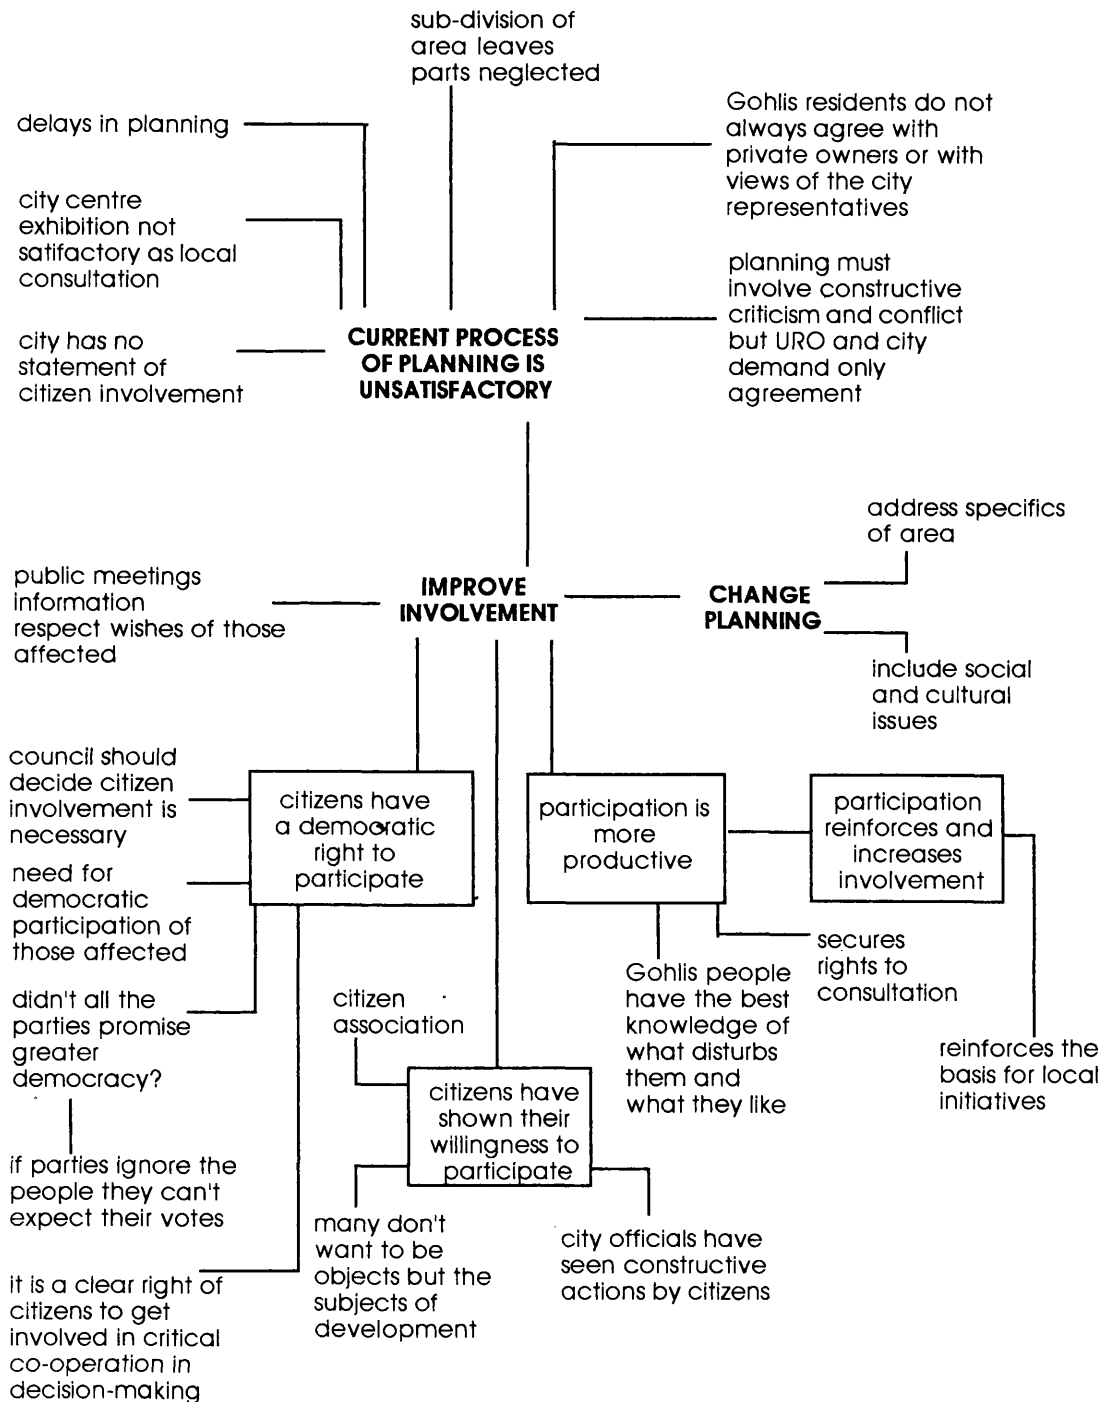 sub-division of
area leaves
parts neglected
delays in planning
Gohlis residents do not
always agree with
private owners or with
views of the city
representatives
city centre
exhibition not
satifactory as local
consultation
planning must
involve constructive
criticism and conflict
but URO and city
demand only
agreement
city has no
statement of
citizen involvement
CURRENT PROCESS
OF PLANNING IS
UNSATISFACTORY
address specifics
of area
public meetings
information
respect wishes of those
affected
IMPROVE
INVOLVEMENT
CHANGE
PLANNING
include social
and cultural
issues
council should
decide citizen
involvement is
necessary
citizens have
a democratic
right to
participate
participation is
more
productive
participation
reinforces and
increases
involvement
need for
democratic
participation of
those affected
didn't all the
parties promise
greater
democracy?
citizen
association
Gohlis people
have the best
knowledge of
what disturbs
them and
what they like
secures
rights to
consultation
reinforces the
basis for local
initiatives
citizens have
shown their
willingness to
participate
if parties ignore the
people they can't
expect their votes
many don't
want to be
objects but the
subjects of
development
city officials have
seen constructive
actions by citizens
it is a clear right of
citizens to get
involved in critical
co-operation in
decision-making